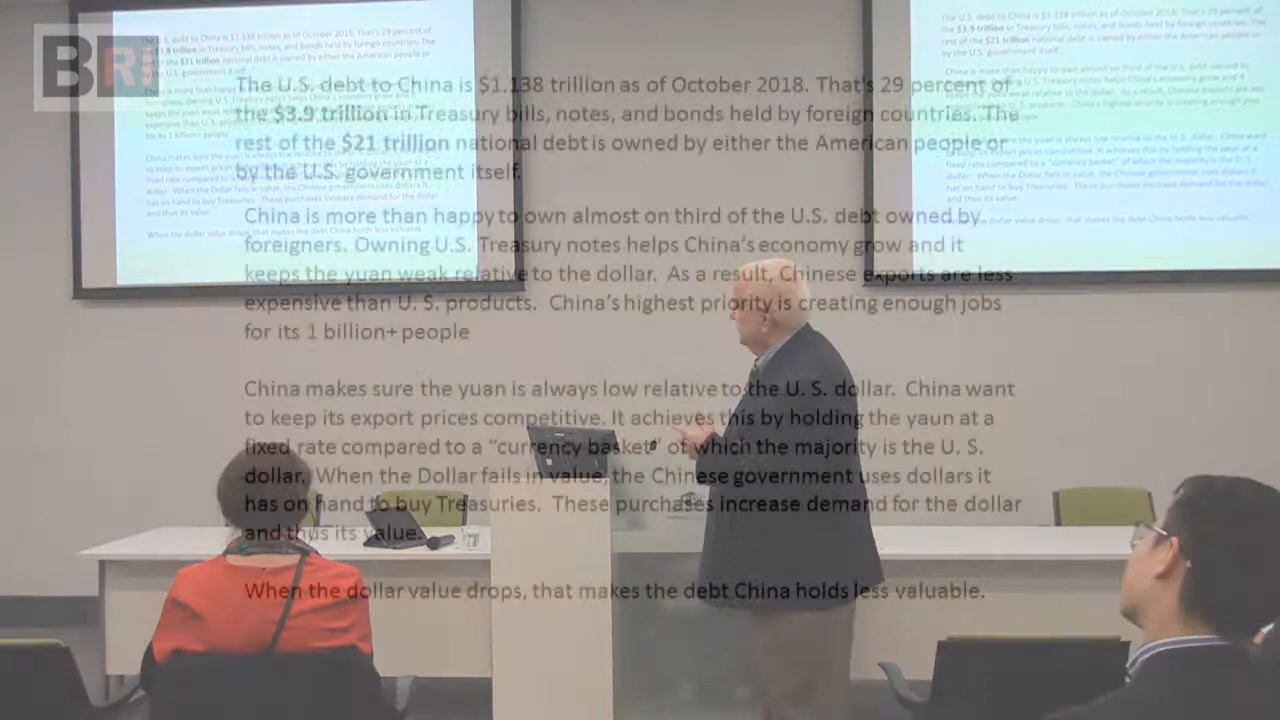 BRi
The U.S. debt to China is $1.138 trillion as of October 2018. That's 29 percent of
the $3.9 trillion in Treasury bills, notes, and bonds held by foreign countries. The
rest of the $21 trillion national debt is owned by either the American people or
by the U.S. government itself.
China is more than happy to own almost on third of the U.S. debt owned by
foreigners. Owning U.S. Treasury notes helps China's economy grow and it
keeps the yuan weak relative to the dollar. As a result, Chinese exports are less
expensive than U. S. products. China's highest priority is creating enough jobs
for its 1 billion+ people
China makes sure the yuan is always low relative to the U. S. dollar. China want
to keep its export prices competitive. It achieves this by holding the yaun at a
fixed rate compared to a "currency basket" of which the majority is the U. S.
dollar. When the Dollar fails in value, the Chinese government uses dollars it
has on hand to buy Treasuries. These purchases increase demand for the dollar
and thus its value.
When the dollar value drops, that makes the debt China holds less valuable.